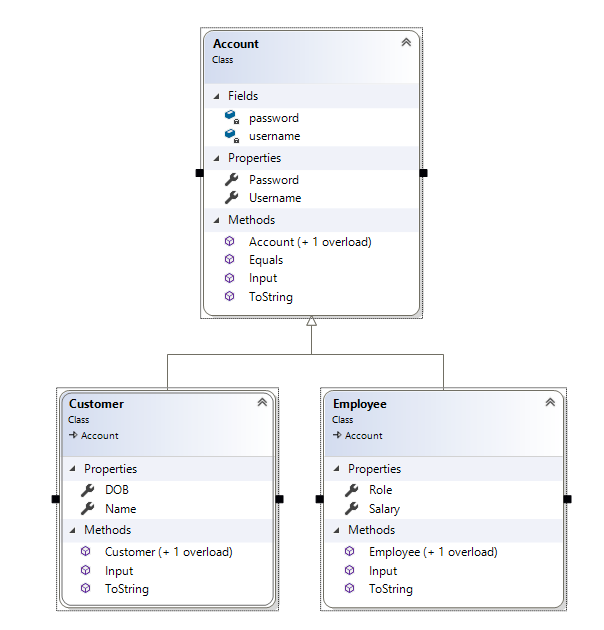 Account
Class
Fields
password
username
Properties
Password
Username
Methods
Account (+ 1 overload)
Equals
Input
ToString
Customer
Class
Account
Properties
DOB
Name
Methods
Customer (+ 1 overload)
Input
ToString
Employee
Class
Account
Properties
Role
Salary
Methods
Employee (+ 1 overload)
Input
ToString